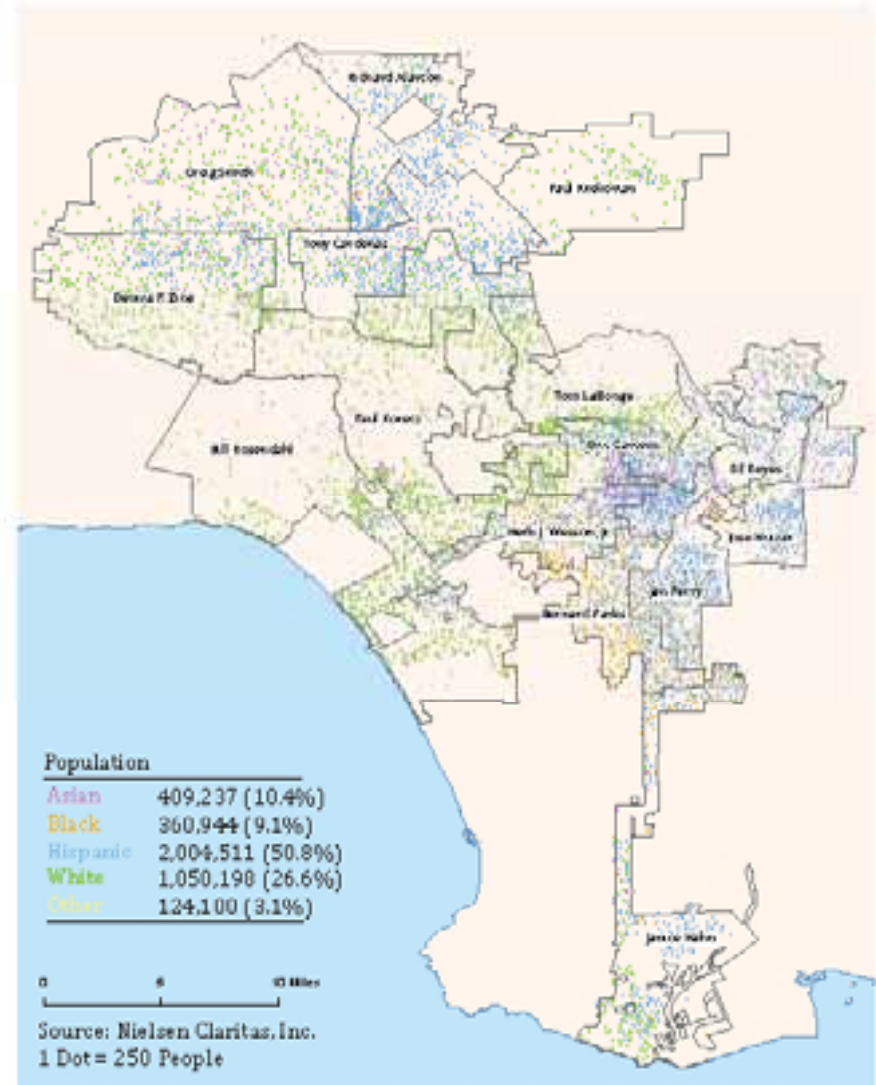 Richard Alarcon
Greig Smith
Paul Krekorian
Tony Cardenas
Dennis P. Zine
Tom LaBonge
Paul Koretz
Eric Garcetti
Bill Rosendahl
Ed Reyes
Herb J. Wesson, Jr.
Jose Huizar
Jan Perry
Bernard Parks
Janice Hahn
Population
Asian 409,237 (10.4%)
Black 360,944 (9.1%)
Hispanic 2,004,511 (50.8%)
White 1,050,198 (26.6%)
Other 124,100 (3.1%)
0 5 10 Miles
Source: Nielsen Claritas, Inc.
1 Dot = 250 People